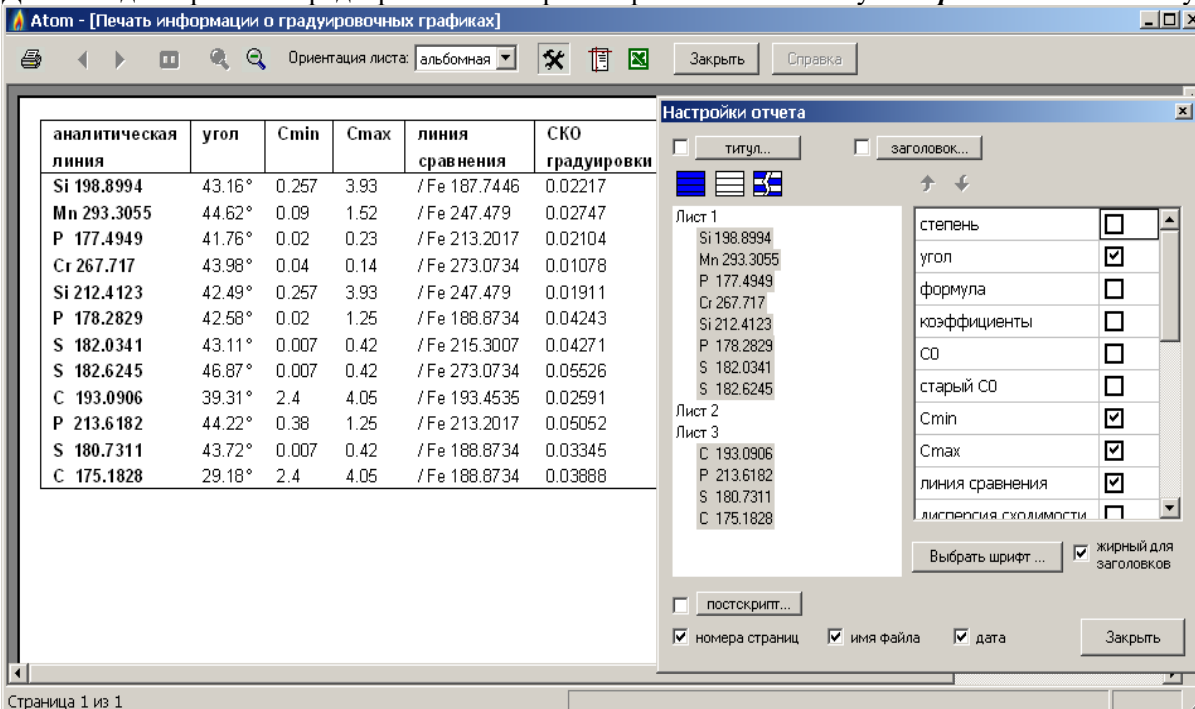 Atom - [Печать информации о градуировочных графиках]
Ориентация листа: альбомная Закрыть Справка
аналитическая линия угол Cmin Cmax линия сравнения СКО градуировки
Si 198.8994 43.16° 0.257 3.93 / Fe 187.7446 0.02217
Mn 293.3055 44.62° 0.09 1.52 / Fe 247.479 0.02747
P 177.4949 41.76° 0.02 0.23 / Fe 213.2017 0.02104
Cr 267.717 43.98° 0.04 0.14 / Fe 273.0734 0.01078
Si 212.4123 42.49° 0.257 3.93 / Fe 247.479 0.01911
P 178.2829 42.58° 0.02 1.25 / Fe 188.8734 0.04243
S 182.0341 43.11° 0.007 0.42 / Fe 215.3007 0.04271
S 182.6245 46.87° 0.007 0.42 / Fe 273.0734 0.05526
C 193.0906 39.31° 2.4 4.05 / Fe 193.4535 0.02591
P 213.6182 44.22° 0.38 1.25 / Fe 213.2017 0.05052
S 180.7311 43.72° 0.007 0.42 / Fe 188.8734 0.03345
C 175.1828 29.18° 2.4 4.05 / Fe 188.8734 0.03888
Настройки отчета
титул... заголовок...
Лист 1
Si 198.8994
Mn 293.3055
P 177.4949
Cr 267.717
Si 212.4123
P 178.2829
S 182.0341
S 182.6245
Лист 2
Лист 3
C 193.0906
P 213.6182
S 180.7311
C 175.1828
степень
угол
формула
коэффициенты
СО
старый СО
Cmin
Cmax
линия сравнения
дисперсия сходимости
Выбрать шрифт ...
жирный для
заголовков
постскрипт...
номера страниц имя файла дата Закрыть
Страница 1 из 1